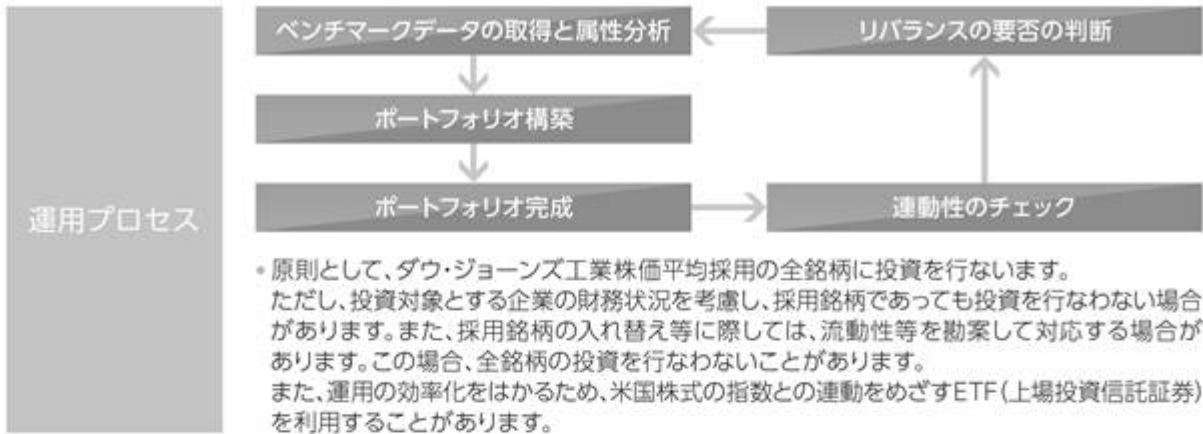 運用プロセス
ベンチマークデータの取得と属性分析
ポートフォリオ構築
ポートフォリオ完成
連動性のチェック
リバランスの要否の判断
• 原則として、ダウ・ジョーンズ工業株価平均採用の全銘柄に投資を行ないます。
ただし、投資対象とする企業の財務状況を考慮し、採用銘柄であっても投資を行なわない場合
があります。また、採用銘柄の入れ替え等に際しては、流動性等を勘案して対応する場合が
あります。この場合、全銘柄の投資を行なわないことがあります。
また、運用の効率化をはかるため、米国株式の指数との連動をめざすETF(上場投資信託証券)
を利用することがあります。